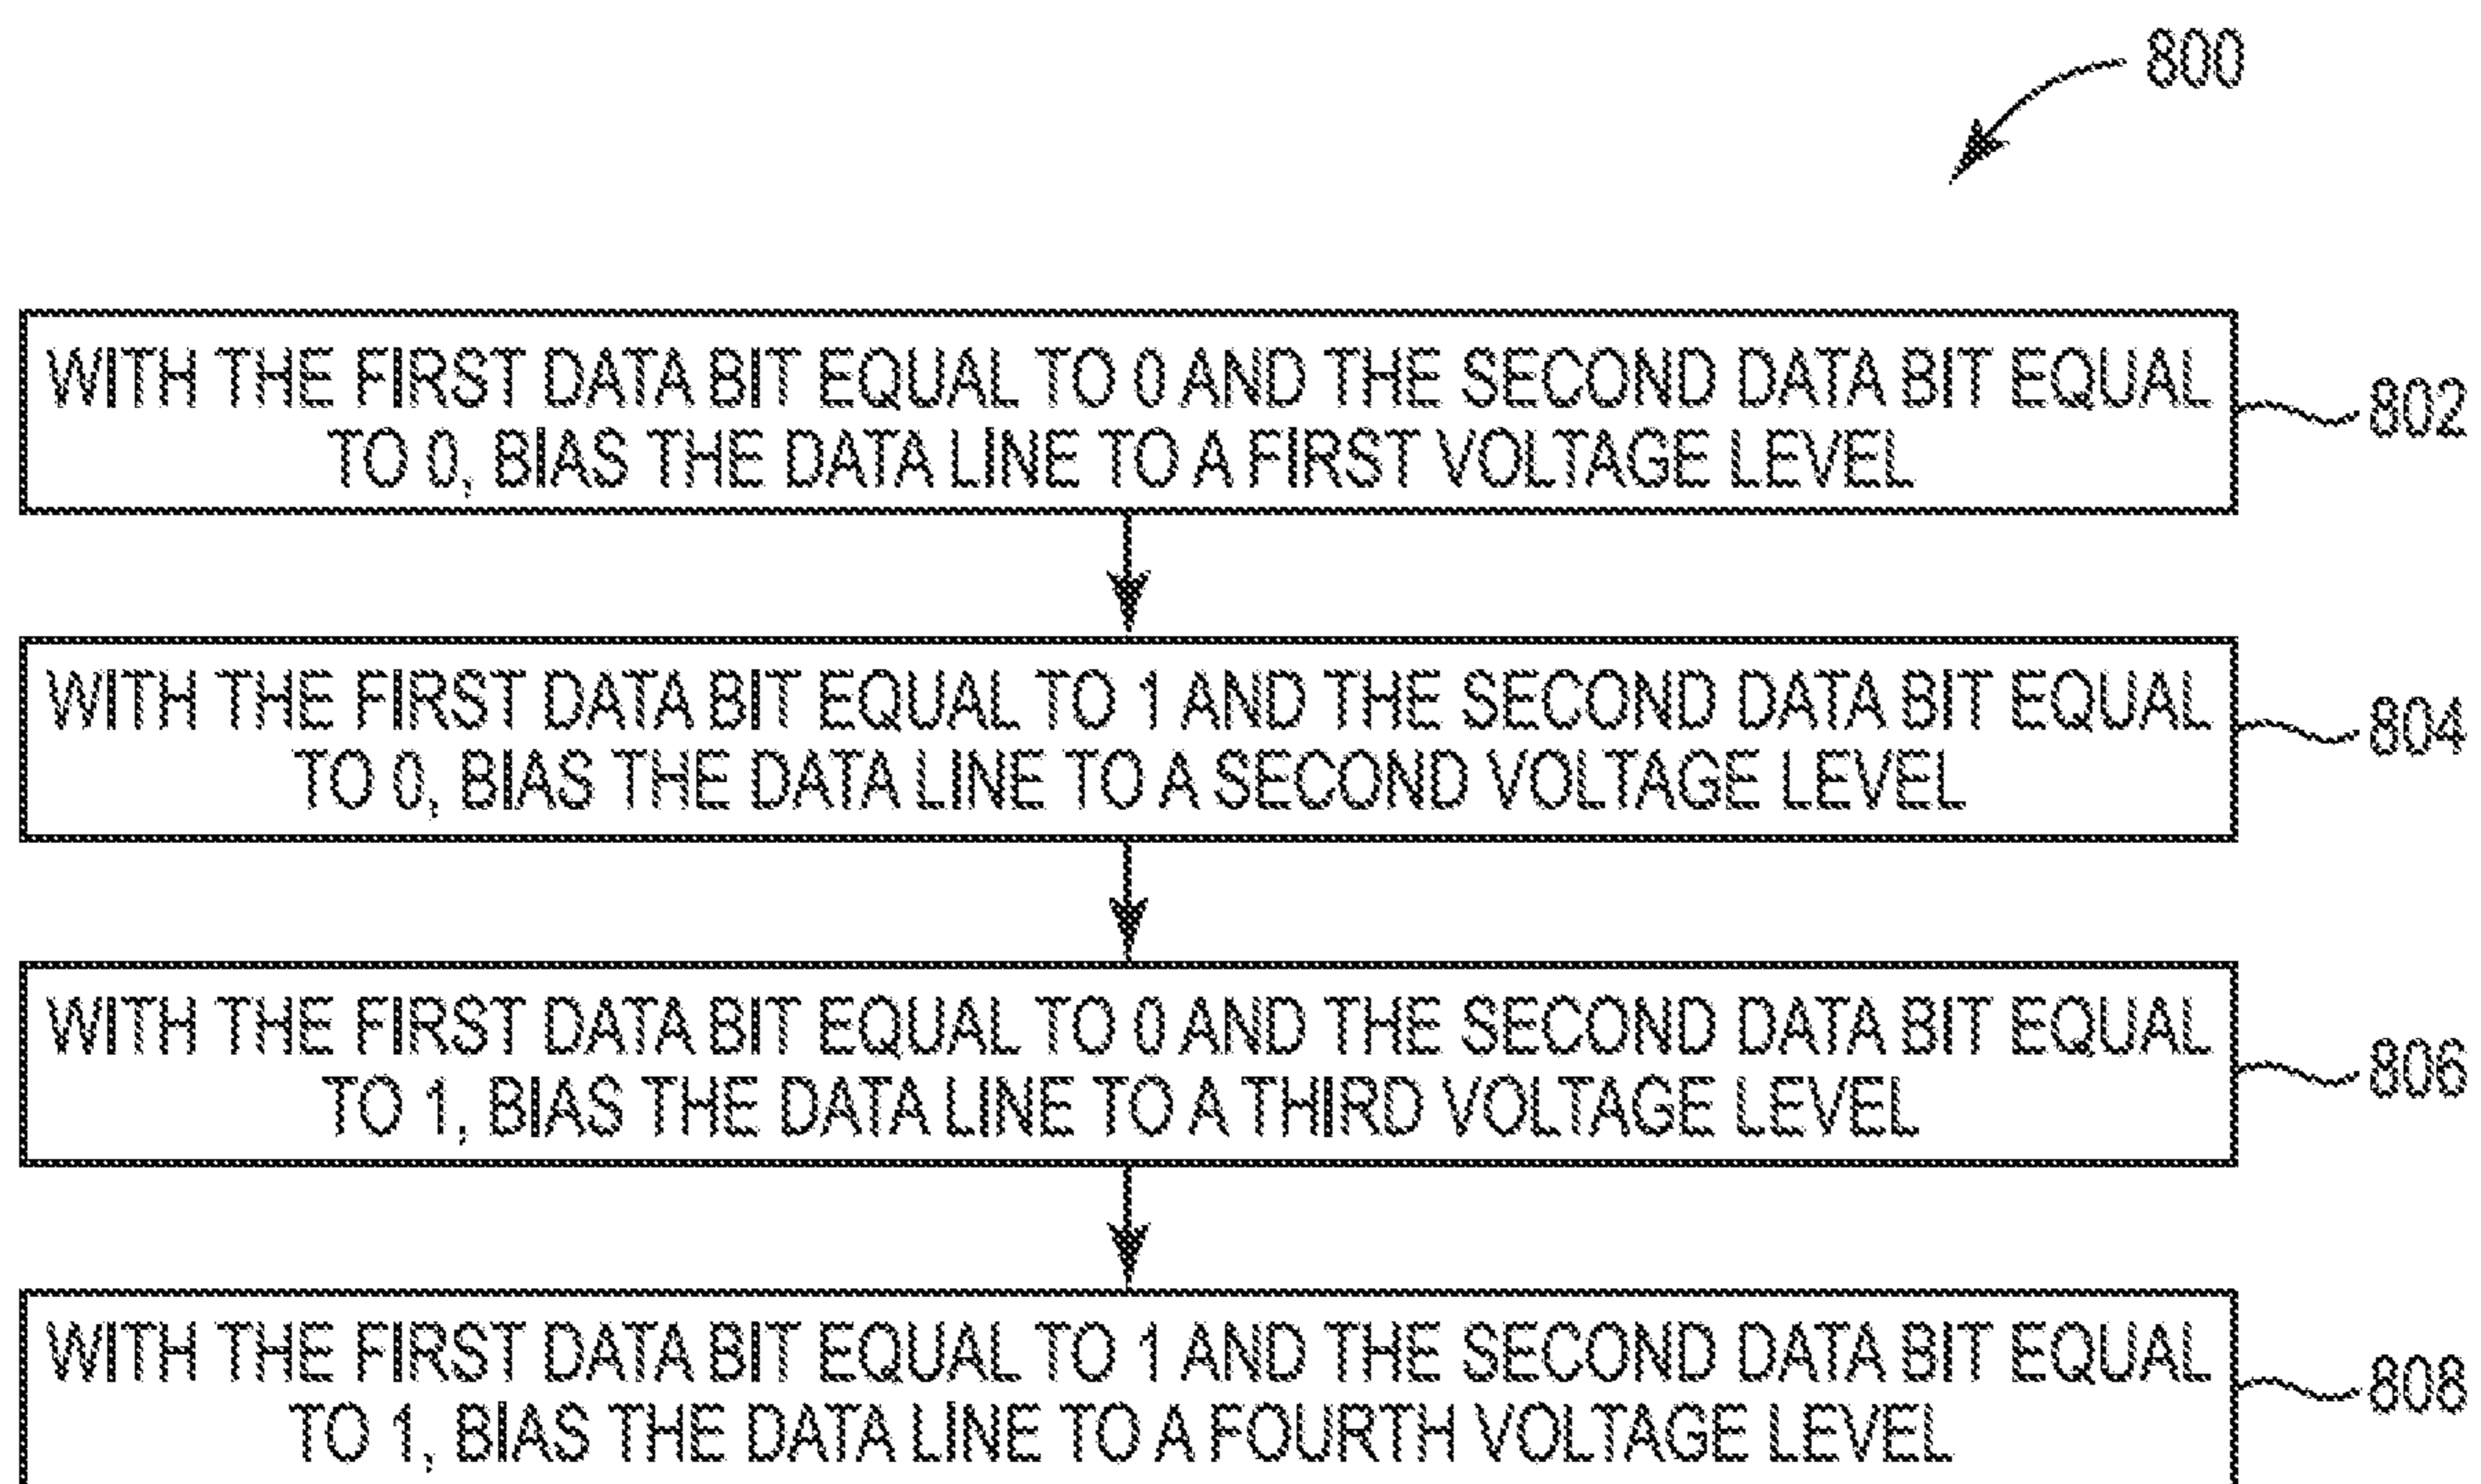 800
WITH THE FIRST DATA BIT EQUAL TO 0 AND THE SECOND DATA BIT EQUAL
TO 0, BIAS THE DATA LINE TO A FIRST VOLTAGE LEVEL
802
WITH THE FIRST DATA BIT EQUAL TO 1 AND THE SECOND DATA BIT EQUAL
TO 0, BIAS THE DATA LINE TO A SECOND VOLTAGE LEVEL
804
WITH THE FIRST DATA BIT EQUAL TO 0 AND THE SECOND DATA BIT EQUAL
TO 1, BIAS THE DATA LINE TO A THIRD VOLTAGE LEVEL
806
WITH THE FIRST DATA BIT EQUAL TO 1 AND THE SECOND DATA BIT EQUAL
TO 1, BIAS THE DATA LINE TO A FOURTH VOLTAGE LEVEL
808